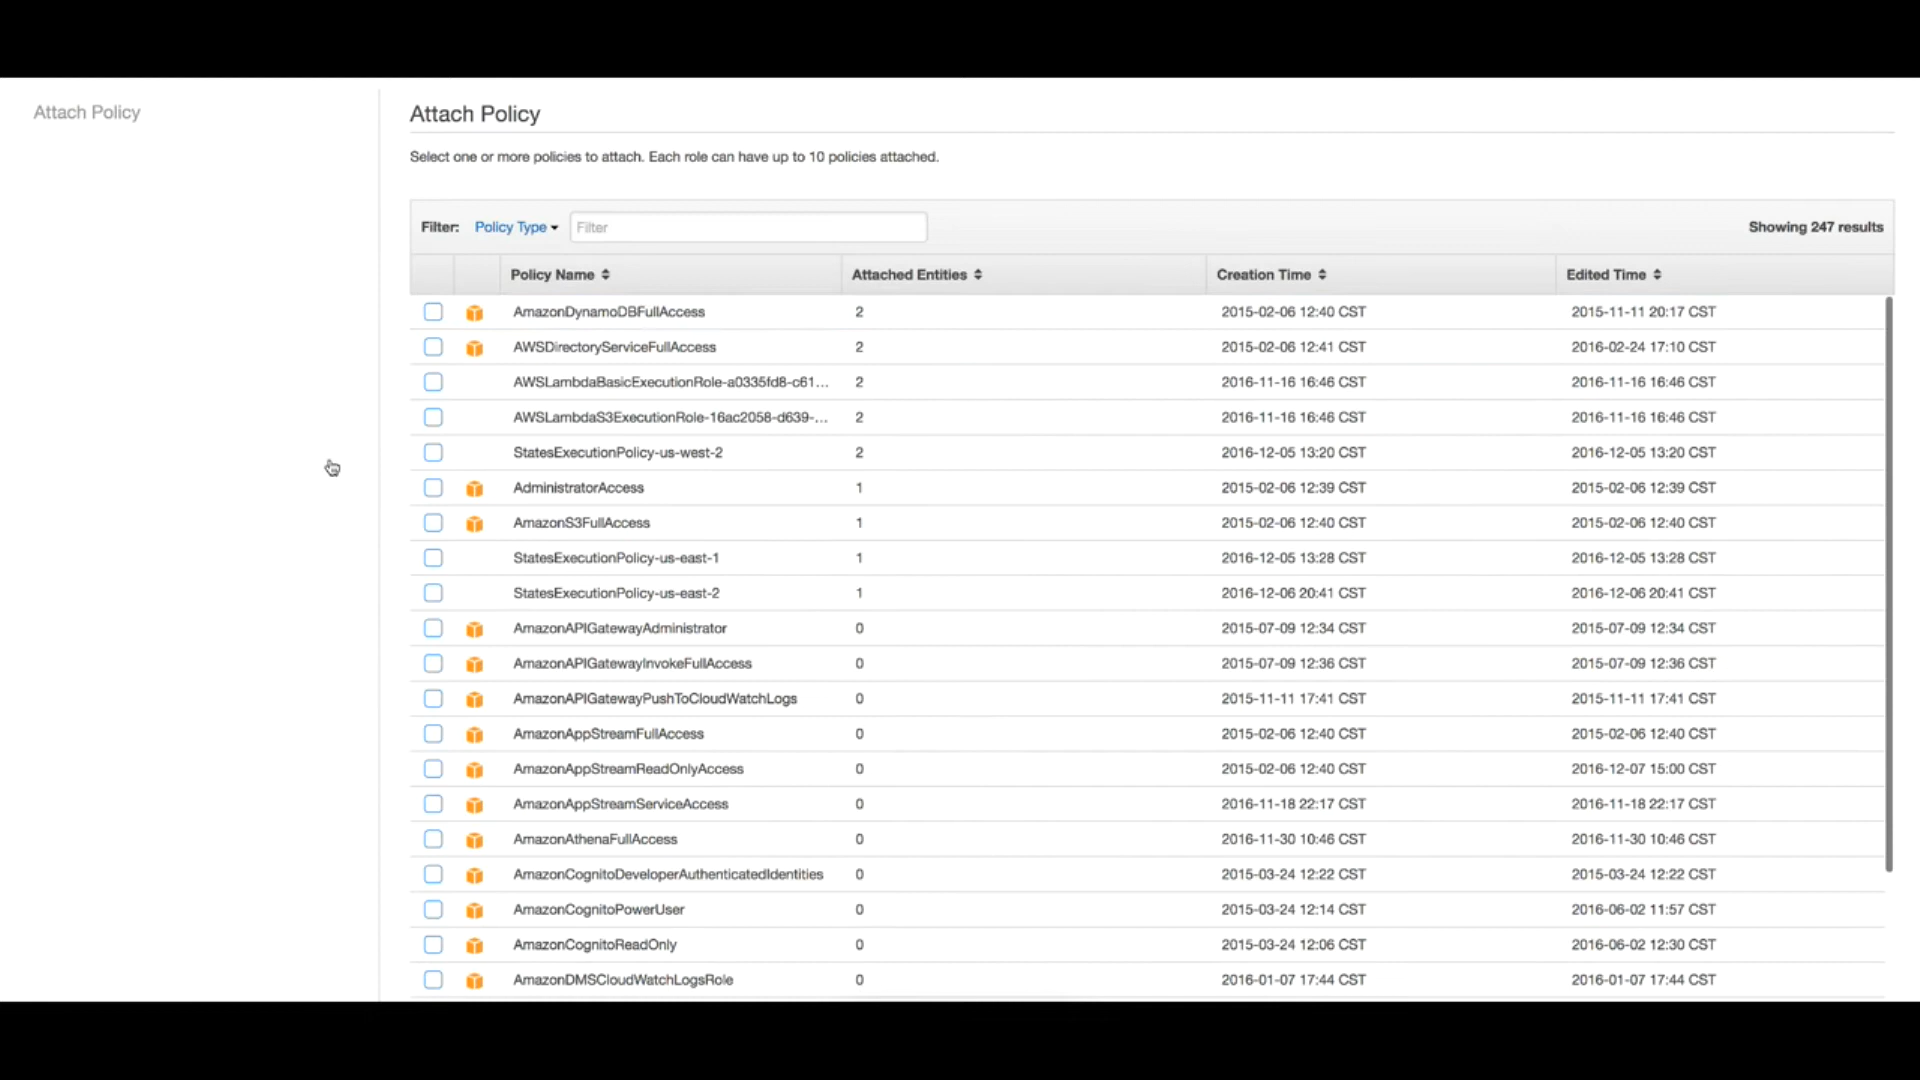 Attach Policy
Attach Policy
Select one or more policies to attach. Each role can have up to 10 policies attached.
Filter: Policy Type Filter Showing 247 results
Policy Name Attached Entities Creation Time Edited Time
AmazonDynamoDBFullAccess 2 2015-02-06 12:40 CST 2015-11-11 20:17 CST
AWSDirectoryServiceFullAccess 2 2015-02-06 12:41 CST 2016-02-24 17:10 CST
AWSLambdaBasicExecutionRole-a0335fd8-c61... 2 2016-11-16 16:46 CST 2016-11-16 16:46 CST
AWSLambdaS3ExecutionRole-16ac2058-d639-... 2 2016-11-16 16:46 CST 2016-11-16 16:46 CST
StatesExecutionPolicy-us-west-2 2 2016-12-05 13:20 CST 2016-12-05 13:20 CST
AdministratorAccess 1 2015-02-06 12:39 CST 2015-02-06 12:39 CST
AmazonS3FullAccess 1 2015-02-06 12:40 CST 2015-02-06 12:40 CST
StatesExecutionPolicy-us-east-1 1 2016-12-05 13:28 CST 2016-12-05 13:28 CST
StatesExecutionPolicy-us-east-2 1 2016-12-06 20:41 CST 2016-12-06 20:41 CST
AmazonAPIGatewayAdministrator 0 2015-07-09 12:34 CST 2015-07-09 12:34 CST
AmazonAPIGatewayInvokeFullAccess 0 2015-07-09 12:36 CST 2015-07-09 12:36 CST
AmazonAPIGatewayPushToCloudWatchLogs 0 2015-11-11 17:41 CST 2015-11-11 17:41 CST
AmazonAppStreamFullAccess 0 2015-02-06 12:40 CST 2015-02-06 12:40 CST
AmazonAppStreamReadOnlyAccess 0 2015-02-06 12:40 CST 2016-12-07 15:00 CST
AmazonAppStreamServiceAccess 0 2016-11-18 22:17 CST 2016-11-18 22:17 CST
AmazonAthenaFullAccess 0 2016-11-30 10:46 CST 2016-11-30 10:46 CST
AmazonCognitoDeveloperAuthenticatedIdentities 0 2015-03-24 12:22 CST 2015-03-24 12:22 CST
AmazonCognitoPowerUser 0 2015-03-24 12:14 CST 2016-06-02 11:57 CST
AmazonCognitoReadOnly 0 2015-03-24 12:06 CST 2016-06-02 12:30 CST
AmazonDMSCloudWatchLogsRole 0 2016-01-07 17:44 CST 2016-01-07 17:44 CST